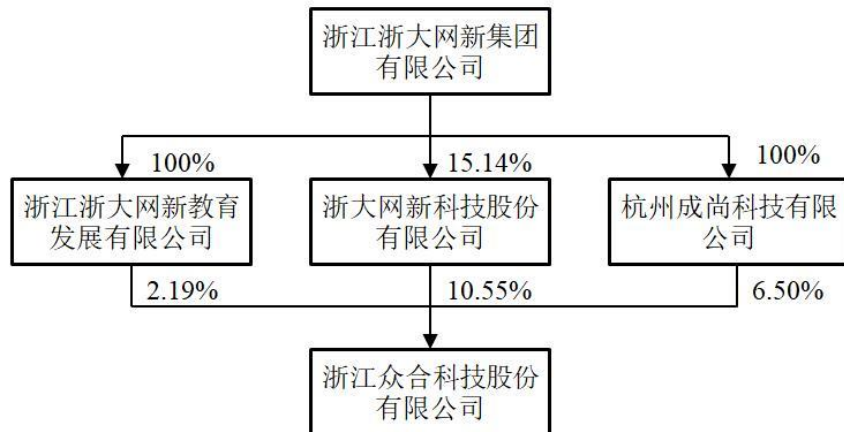 浙江浙大网新集团
有限公司
100%
15.14%
100%
浙江浙大网新教育
发展有限公司
浙大网新科技股份
有限公司
杭州成尚科技有限
公司
2.19%
10.55%
6.50%
浙江众合科技股份
有限公司